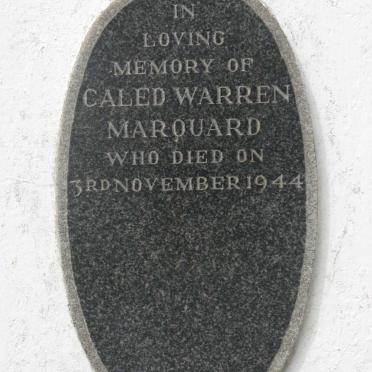 IN
LOVING
MEMORY OF
CALED WARREN
MARQUARD
WHO DIED ON
3RD NOVEMBER 1944